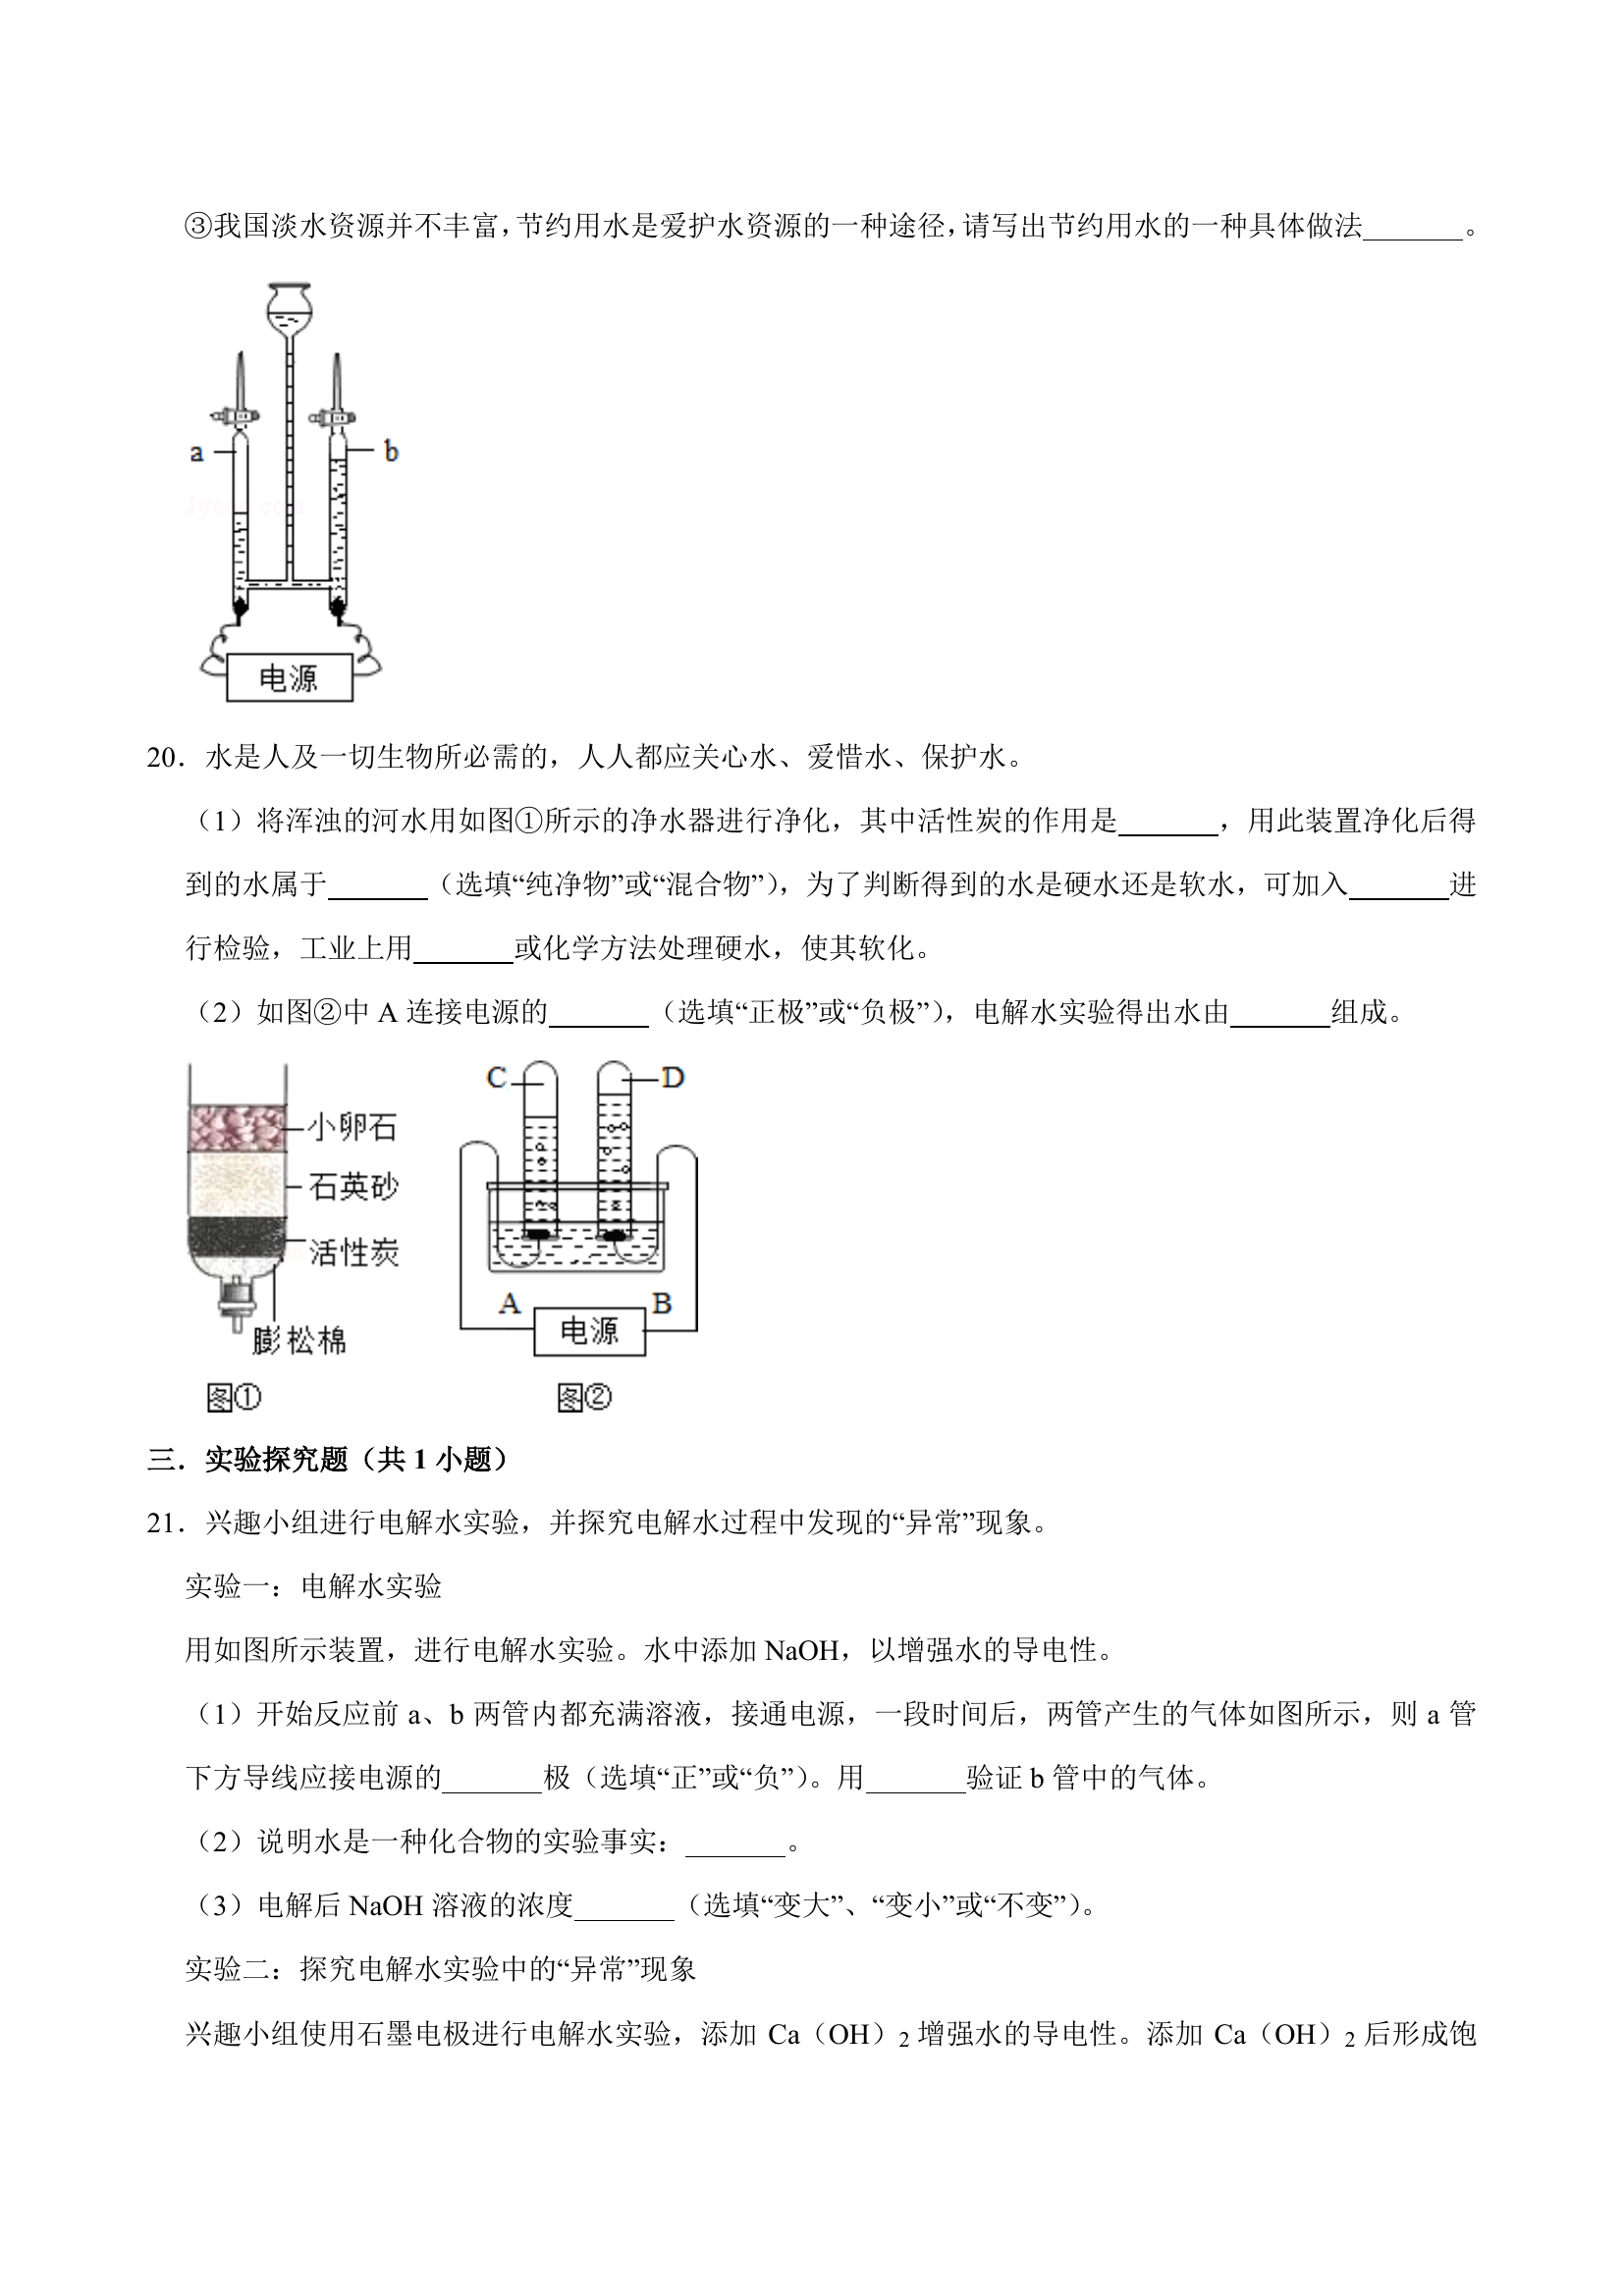 ③我国淡水资源并不丰富，节约用水是爱护水资源的一种途径，请写出节约用水的一种具体做法_______。
a
b
电源
20．水是人及一切生物所必需的，人人都应关心水、爱惜水、保护水。
（1）将浑浊的河水用如图①所示的净水器进行净化，其中活性炭的作用是_______，用此装置净化后得
到的水属于_______（选填“纯净物”或“混合物”），为了判断得到的水是硬水还是软水，可加入_______进
行检验，工业上用_______或化学方法处理硬水，使其软化。
（2）如图②中 A 连接电源的_______（选填“正极”或“负极”），电解水实验得出水由_______组成。
小卵石
石英砂
活性炭
膨松棉
图①
C
D
A
B
电源
图②
三．实验探究题（共 1 小题）
21．兴趣小组进行电解水实验，并探究电解水过程中发现的“异常”现象。
实验一：电解水实验
用如图所示装置，进行电解水实验。水中添加 NaOH，以增强水的导电性。
（1）开始反应前 a、b 两管内都充满溶液，接通电源，一段时间后，两管产生的气体如图所示，则 a 管
下方导线应接电源的_______极（选填“正”或“负”）。用_______验证 b 管中的气体。
（2）说明水是一种化合物的实验事实：_______。
（3）电解后 NaOH 溶液的浓度_______（选填“变大”、“变小”或“不变”）。
实验二：探究电解水实验中的“异常”现象
兴趣小组使用石墨电极进行电解水实验，添加 Ca（OH）2 增强水的导电性。添加 Ca（OH）2 后形成饱